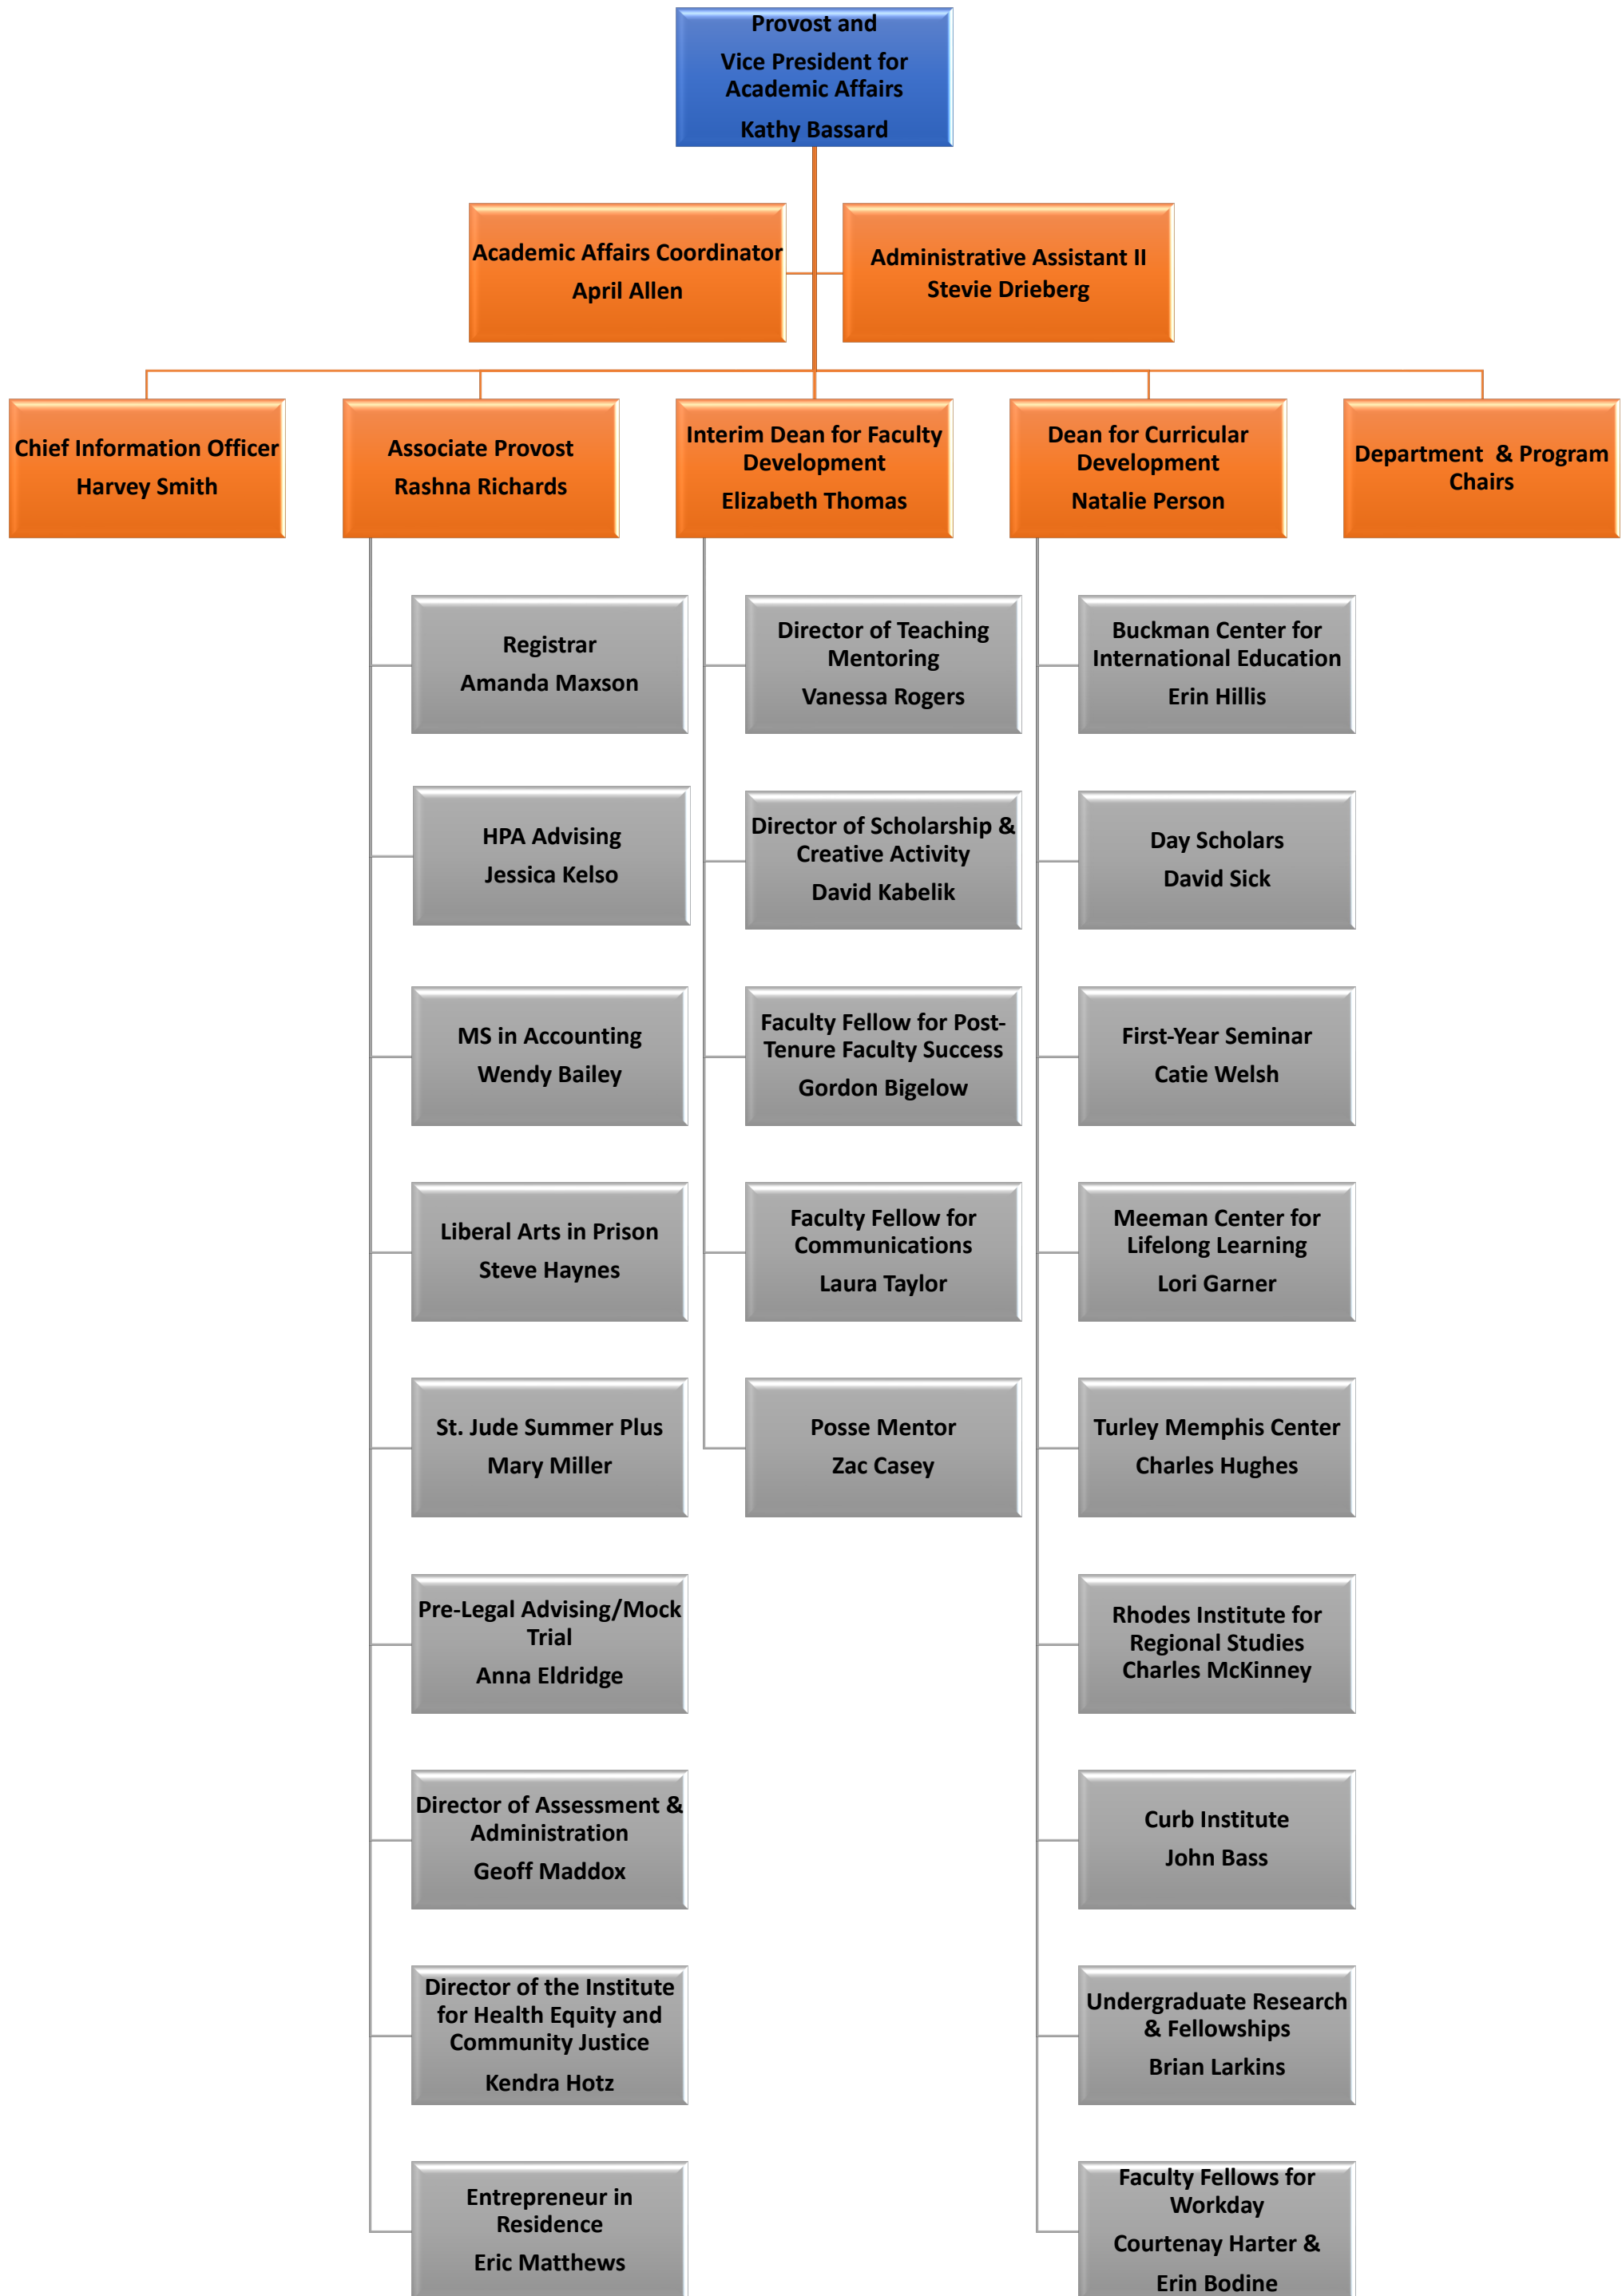 Provost and
Vice President for
Academic Affairs
Kathy Bassard
Academic Affairs Coordinator
April Allen
Administrative Assistant II
Stevie Drieberg
Chief Information Officer
Harvey Smith
Associate Provost
Rashna Richards
Interim Dean for Faculty
Development
Elizabeth Thomas
Dean for Curricular
Development
Natalie Person
Department & Program
Chairs
Registrar
Amanda Maxson
HPA Advising
Jessica Kelso
MS in Accounting
Wendy Bailey
Liberal Arts in Prison
Steve Haynes
St. Jude Summer Plus
Mary Miller
Pre-Legal Advising/Mock
Trial
Anna Eldridge
Director of Assessment &
Administration
Geoff Maddox
Director of the Institute
for Health Equity and
Community Justice
Kendra Hotz
Entrepreneur in
Residence
Eric Matthews
Director of Teaching
Mentoring
Vanessa Rogers
Director of Scholarship &
Creative Activity
David Kabelik
Faculty Fellow for Post-
Tenure Faculty Success
Gordon Bigelow
Faculty Fellow for
Communications
Laura Taylor
Posse Mentor
Zac Casey
Buckman Center for
International Education
Erin Hillis
Day Scholars
David Sick
First-Year Seminar
Catie Welsh
Meeman Center for
Lifelong Learning
Lori Garner
Turley Memphis Center
Charles Hughes
Rhodes Institute for
Regional Studies
Charles McKinney
Curb Institute
John Bass
Undergraduate Research
& Fellowships
Brian Larkins
Faculty Fellows for
Workday
Courtenay Harter &
Erin Bodine